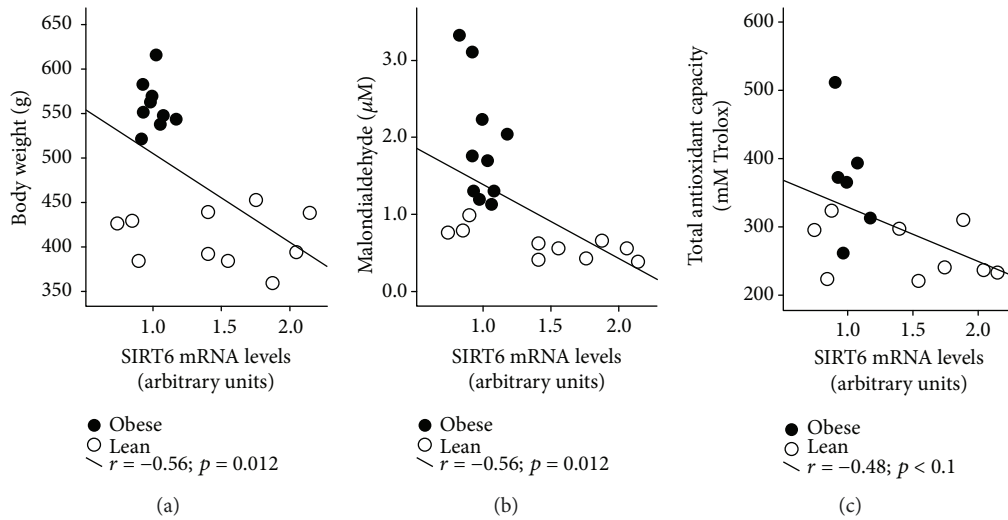 650
600
550
500
450
400
350
Body weight (g)
1.0 1.5 2.0
SIRT6 mRNA levels
(arbitrary units)
Obese
Lean
r = −0.56; p = 0.012
(a)
3.0
2.0
1.0
0.0
Malondialdehyde (μM)
1.0 1.5 2.0
SIRT6 mRNA levels
(arbitrary units)
Obese
Lean
r = −0.56; p = 0.012
(b)
600
500
400
300
200
Total antioxidant capacity
(mM Trolox)
1.0 1.5 2.0
SIRT6 mRNA levels
(arbitrary units)
Obese
Lean
r = −0.48; p < 0.1
(c)